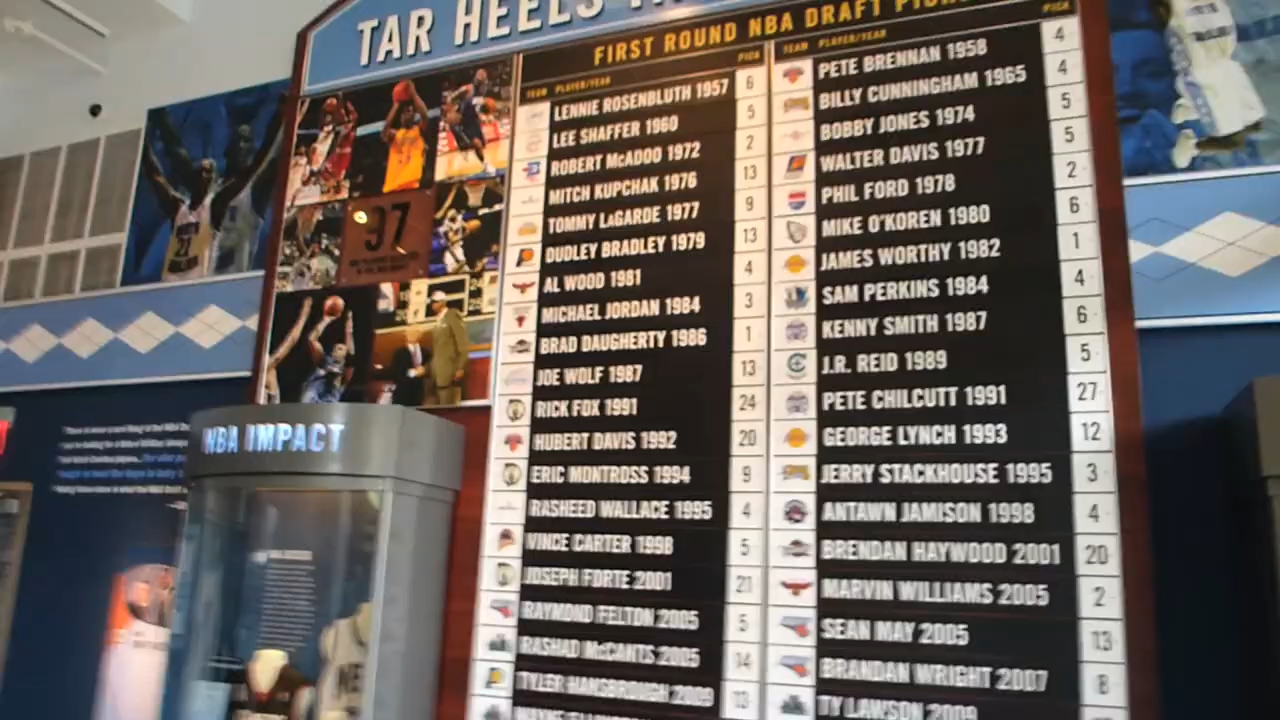 TAR HEELS
FIRST ROUND NBA DRAFT PICKS
TEAM PLAYER/YEAR PICK
LENNIE ROSENBLUTH 1957 6
LEE SHAFFER 1960 5
ROBERT McADOO 1972 2
MITCH KUPCHAK 1976 13
TOMMY LaGARDE 1977 9
DUDLEY BRADLEY 1979 13
AL WOOD 1981 4
MICHAEL JORDAN 1984 3
BRAD DAUGHERTY 1986 1
JOE WOLF 1987 13
RICK FOX 1991 24
HUBERT DAVIS 1992 20
ERIC MONTROSS 1994 9
RASHEED WALLACE 1995 4
VINCE CARTER 1998 5
JOSEPH FORTE 2001 21
RAYMOND FELTON 2005 5
RASHAD McCANTS 2005 14
TYLER HANSBROUGH 2009 13
TEAM PLAYER/YEAR PICK
PETE BRENNAN 1958 4
BILLY CUNNINGHAM 1965 4
BOBBY JONES 1974 5
WALTER DAVIS 1977 5
PHIL FORD 1978 2
MIKE O'KOREN 1980 6
JAMES WORTHY 1982 1
SAM PERKINS 1984 4
KENNY SMITH 1987 6
J.R. REID 1989 5
PETE CHILCUTT 1991 27
GEORGE LYNCH 1993 12
JERRY STACKHOUSE 1995 3
ANTAWN JAMISON 1998 4
BRENDAN HAYWOOD 2001 20
MARVIN WILLIAMS 2005 2
SEAN MAY 2005 13
BRANDAN WRIGHT 2007 8
TY LAWSON 2009
97
21
NBA IMPACT